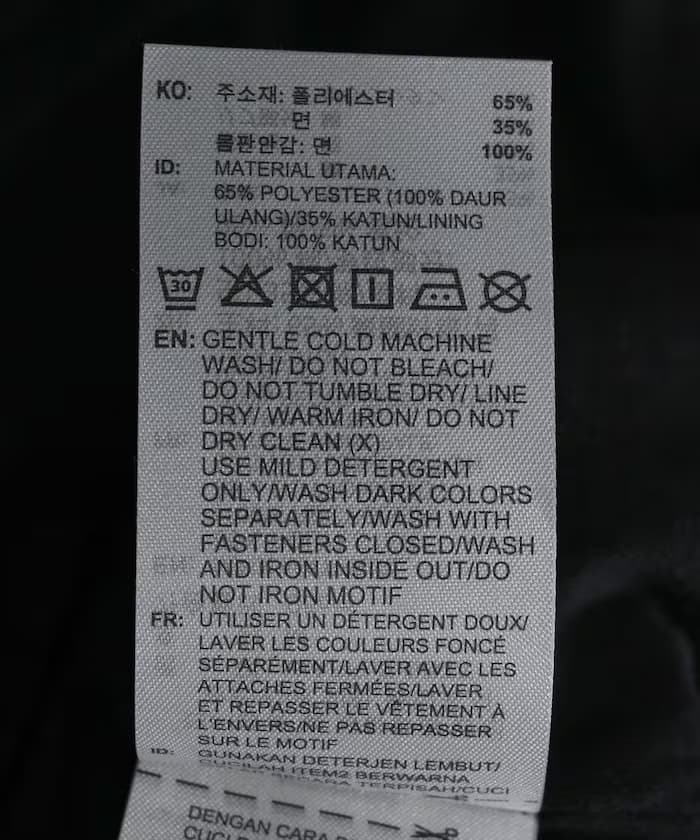 KO: 주소재: 폴리에스터 65%
면 35%
몸판안감: 면 100%
ID: MATERIAL UTAMA:
65% POLYESTER (100% DAUR
ULANG)/35% KATUN/LINING
BODI: 100% KATUN
30
EN: GENTLE COLD MACHINE
WASH/ DO NOT BLEACH/
DO NOT TUMBLE DRY/ LINE
DRY/ WARM IRON/ DO NOT
DRY CLEAN (X)
USE MILD DETERGENT
ONLY/WASH DARK COLORS
SEPARATELY/WASH WITH
FASTENERS CLOSED/WASH
AND IRON INSIDE OUT/DO
NOT IRON MOTIF
FR: UTILISER UN DÉTERGENT DOUX/
LAVER LES COULEURS FONCÉ
SÉPARÉMENT/LAVER AVEC LES
ATTACHES FERMÉES/LAVER
ET REPASSER LE VÊTEMENT À
L'ENVERS/NE PAS REPASSER
SUR LE MOTIF
ID: GUNAKAN DETERJEN LEMBUT/
CUCILAH ITEM2 BERWARNA
TERPISAH/CUCI
DENGAN CARA